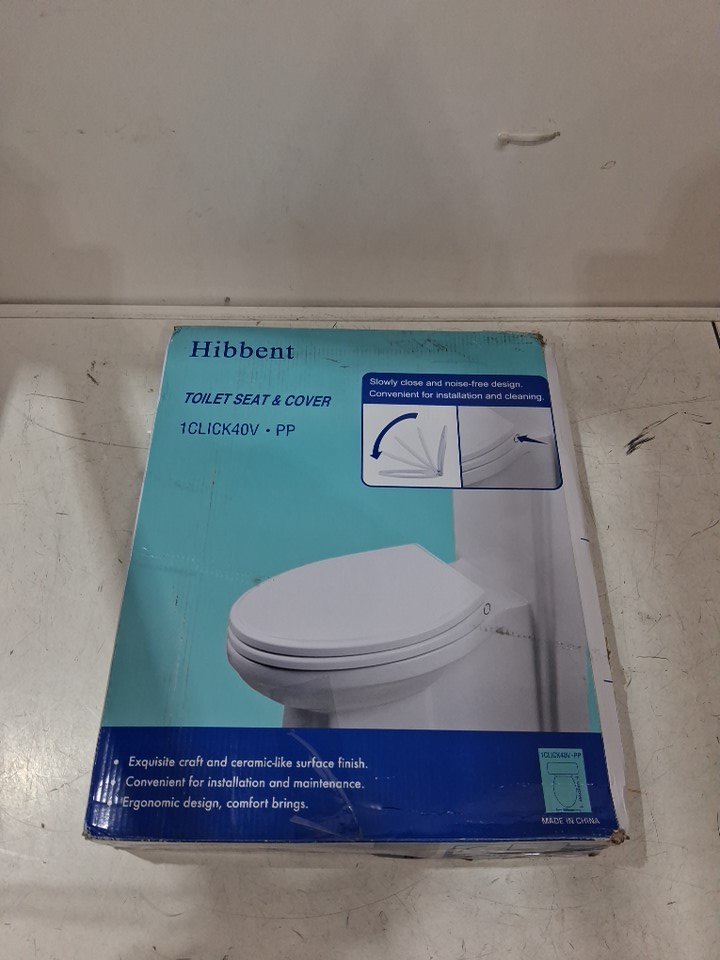 Hibbent
TOILET SEAT & COVER
1CLICK40V · PP
Slowly close and noise-free design.
Convenient for installation and cleaning.
• Exquisite craft and ceramic-like surface finish.
Convenient for installation and maintenance.
Ergonomic design, comfort brings.
1CLICK40V · PP
MADE IN CHINA